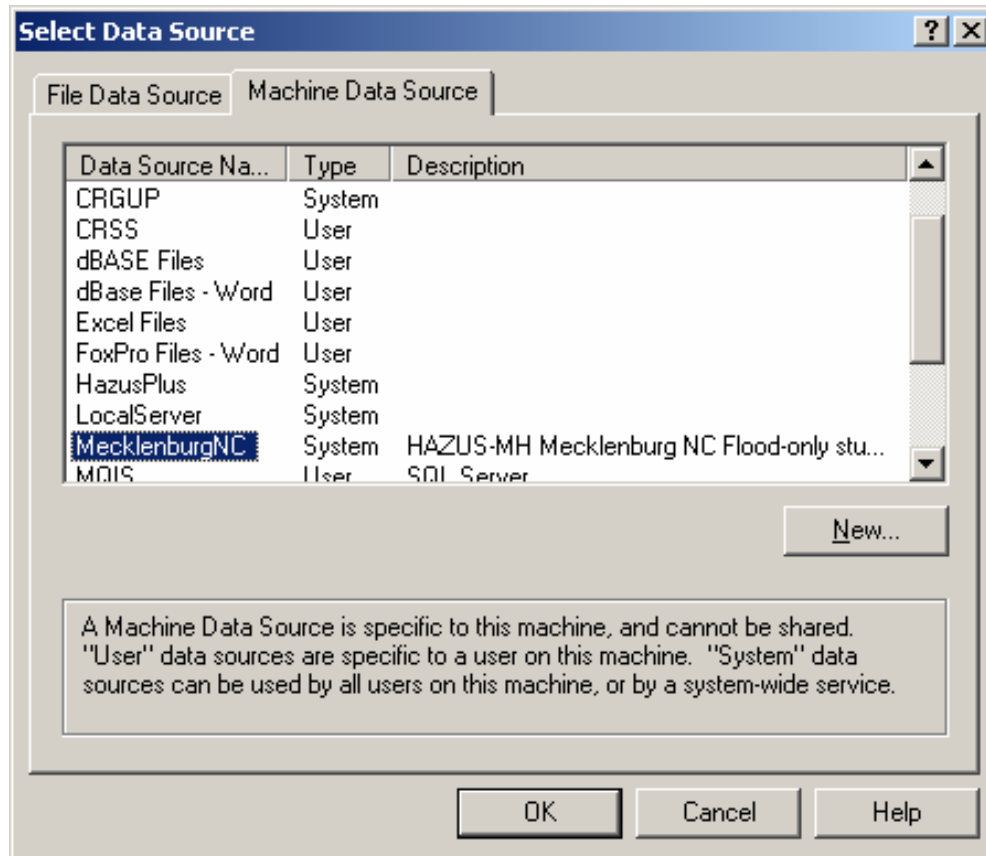 Select Data Source
File Data Source Machine Data Source
Data Source Na... Type Description
CRGUP System
CRSS User
dBASE Files User
dBase Files - Word User
Excel Files User
FoxPro Files - Word User
HazusPlus System
LocalServer System
MecklenburgNC System HAZUS-MH Mecklenburg NC Flood-only stu...
MQIS User SQL Server
New...
A Machine Data Source is specific to this machine, and cannot be shared.
"User" data sources are specific to a user on this machine. "System" data
sources can be used by all users on this machine, or by a system-wide service.
OK Cancel Help